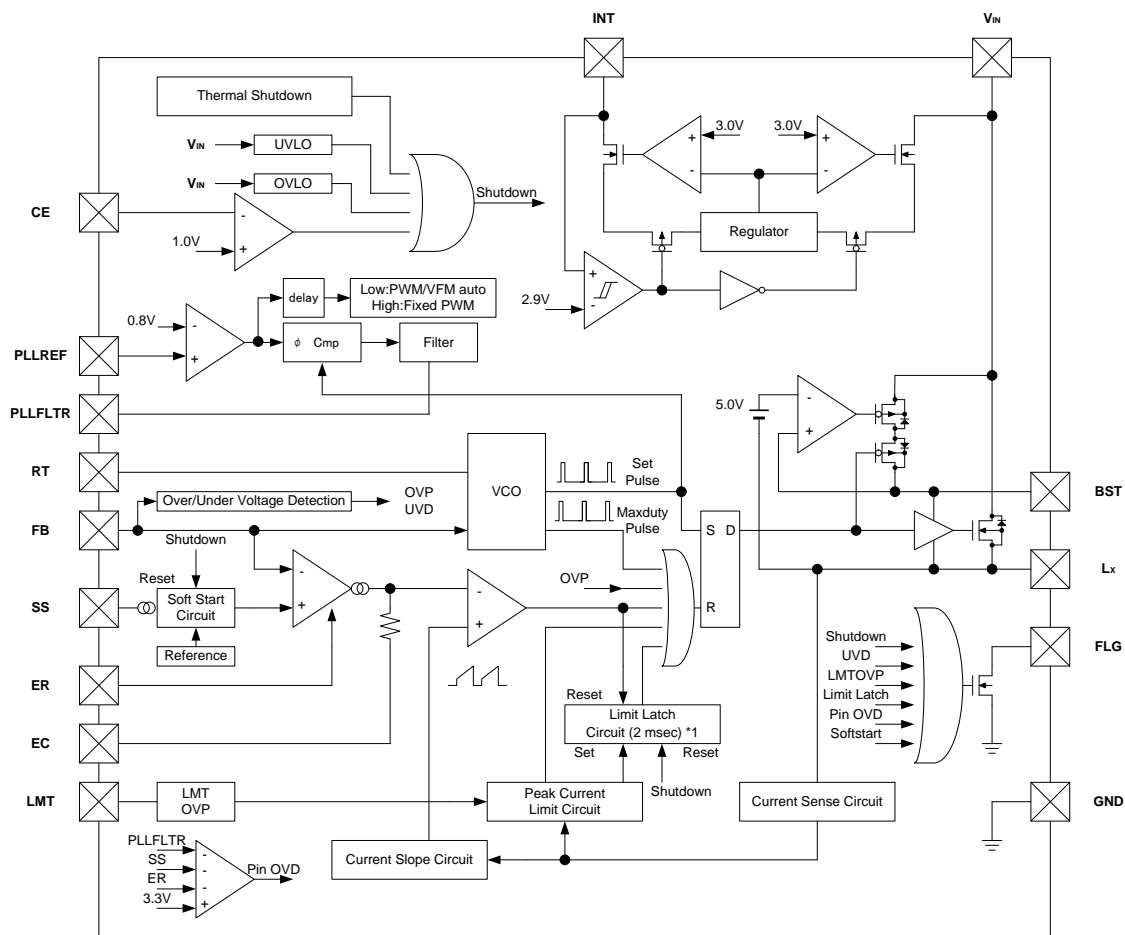 INT
VIN
Thermal Shutdown
VIN
UVLO
VIN
OVLO
Shutdown
CE
-
+
1.0V
3.0V
3.0V
+
-
+
-
Regulator
+
-
2.9V
delay
Low:PWM/VFM auto
High:Fixed PWM
0.8V
-
+
φ Cmp
Filter
PLLREF
PLLFLTR
5.0V
-
+
RT
VCO
Set
Pulse
Maxduty
Pulse
BST
FB
Over/Under Voltage Detection
OVP
UVD
S D
R
Shutdown
Reset
SS
Soft Start
Circuit
Reference
-
+
-
+
OVP
LX
ER
EC
Reset
Limit Latch
Circuit (2 msec) *1
Set
Reset
Shutdown
Shutdown
UVD
LMTOVP
Limit Latch
Pin OVD
Softstart
FLG
LMT
LMT
OVP
Peak Current
Limit Circuit
Current Sense Circuit
GND
Current Slope Circuit
PLLFLTR
SS
ER
3.3V
-
-
-
+
Pin OVD